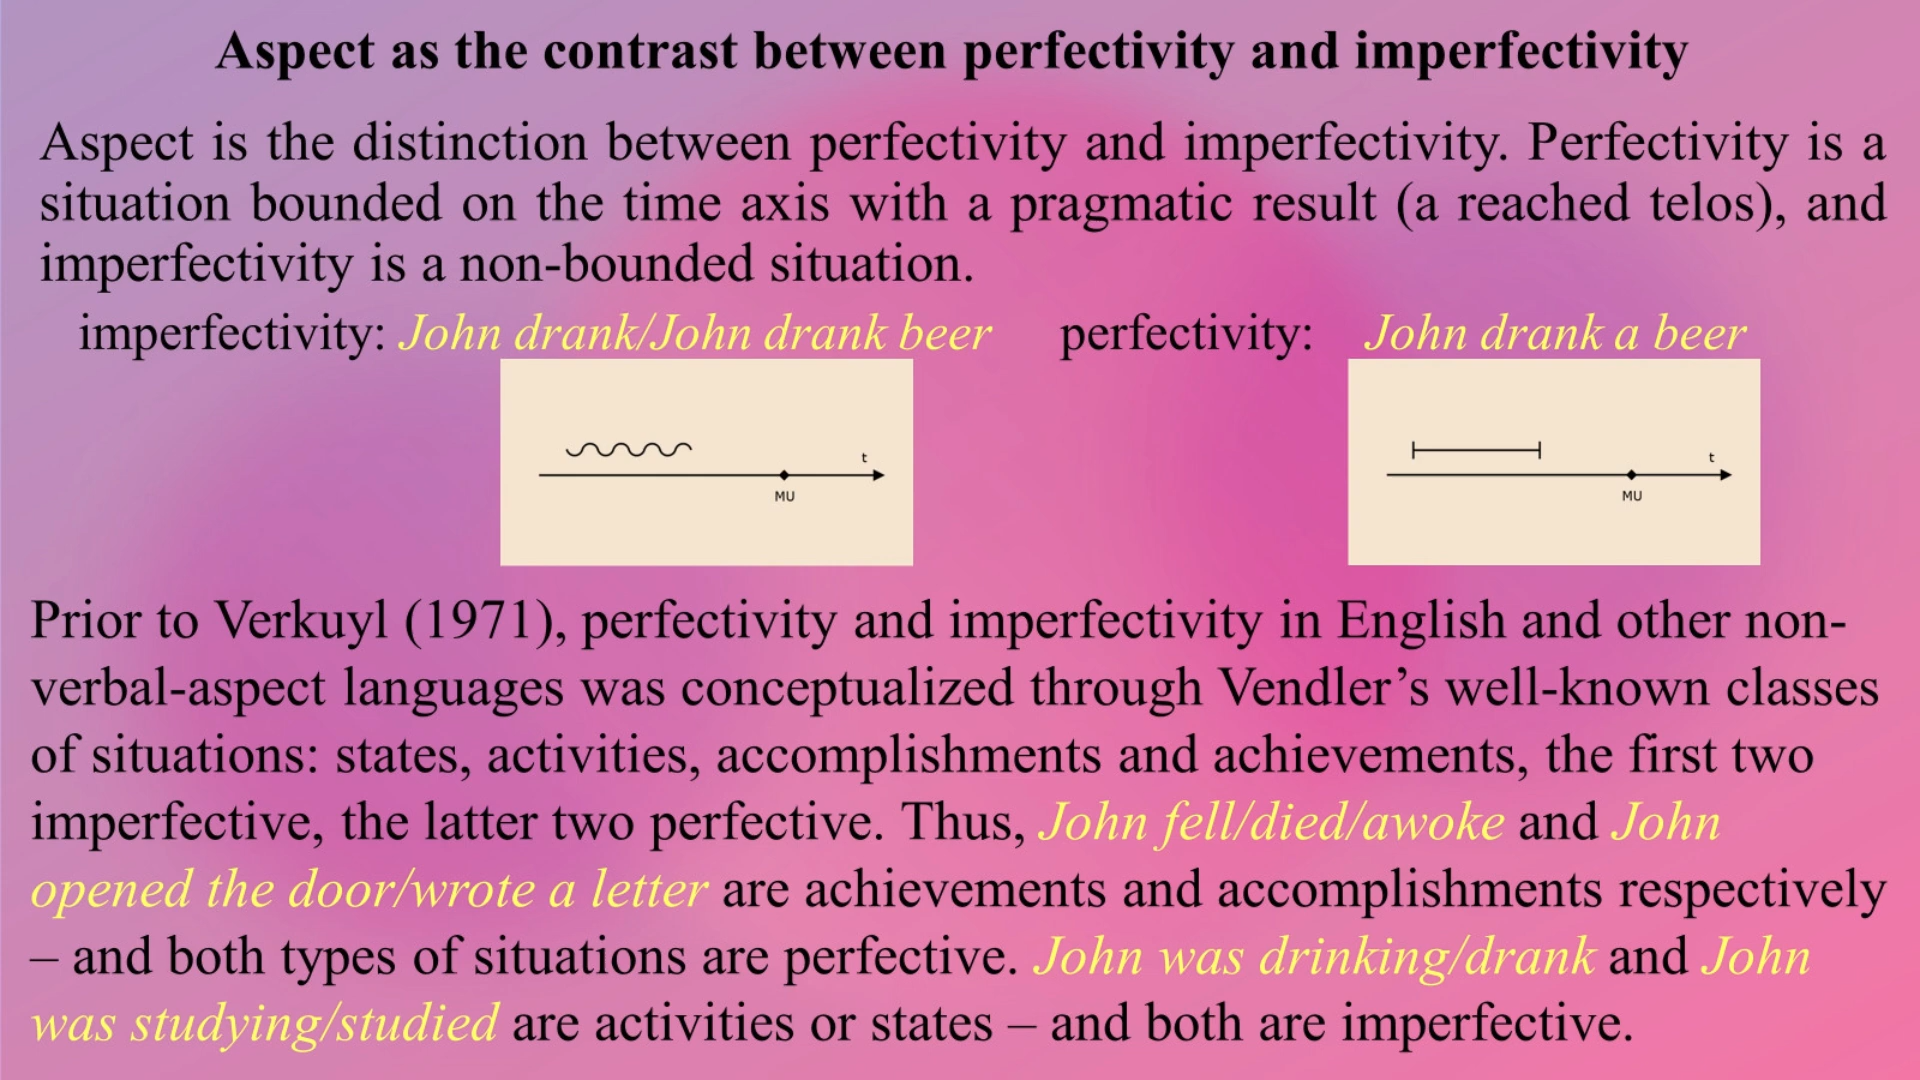 Aspect as the contrast between perfectivity and imperfectivity
Aspect is the distinction between perfectivity and imperfectivity. Perfectivity is a
situation bounded on the time axis with a pragmatic result (a reached telos), and
imperfectivity is a non-bounded situation.
imperfectivity: John drank/John drank beer perfectivity: John drank a beer
t
MU
t
MU
Prior to Verkuyl (1971), perfectivity and imperfectivity in English and other non-
verbal-aspect languages was conceptualized through Vendler’s well-known classes
of situations: states, activities, accomplishments and achievements, the first two
imperfective, the latter two perfective. Thus, John fell/died/awoke and John
opened the door/wrote a letter are achievements and accomplishments respectively
– and both types of situations are perfective. John was drinking/drank and John
was studying/studied are activities or states – and both are imperfective.